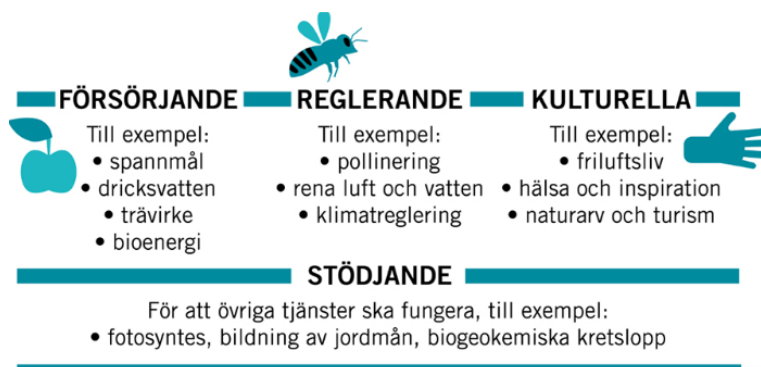 FÖRSÖRJANDE
Till exempel:
• spannmål
• dricksvatten
• trävirke
• bioenergi
REGLERANDE
Till exempel:
• pollinering
• rena luft och vatten
• klimatreglering
KULTURELLA
Till exempel:
• friluftsliv
• hälsa och inspiration
• naturarv och turism
STÖDJANDE
För att övriga tjänster ska fungera, till exempel:
• fotosyntes, bildning av jordmån, biogeokemiska kretslopp